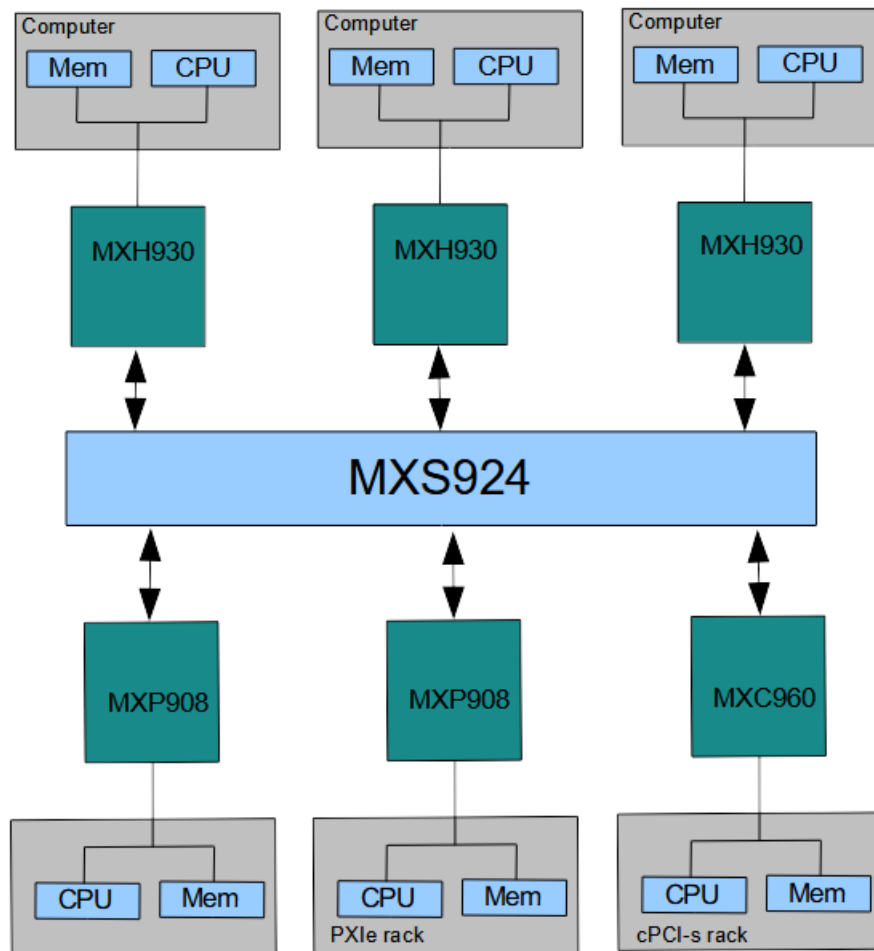 Computer
Mem CPU
MXH930
Computer
Mem CPU
MXH930
Computer
Mem CPU
MXH930
MXS924
MXP908
CPU Mem
MXP908
CPU Mem
PXIe rack
MXC960
CPU Mem
cPCI-s rack